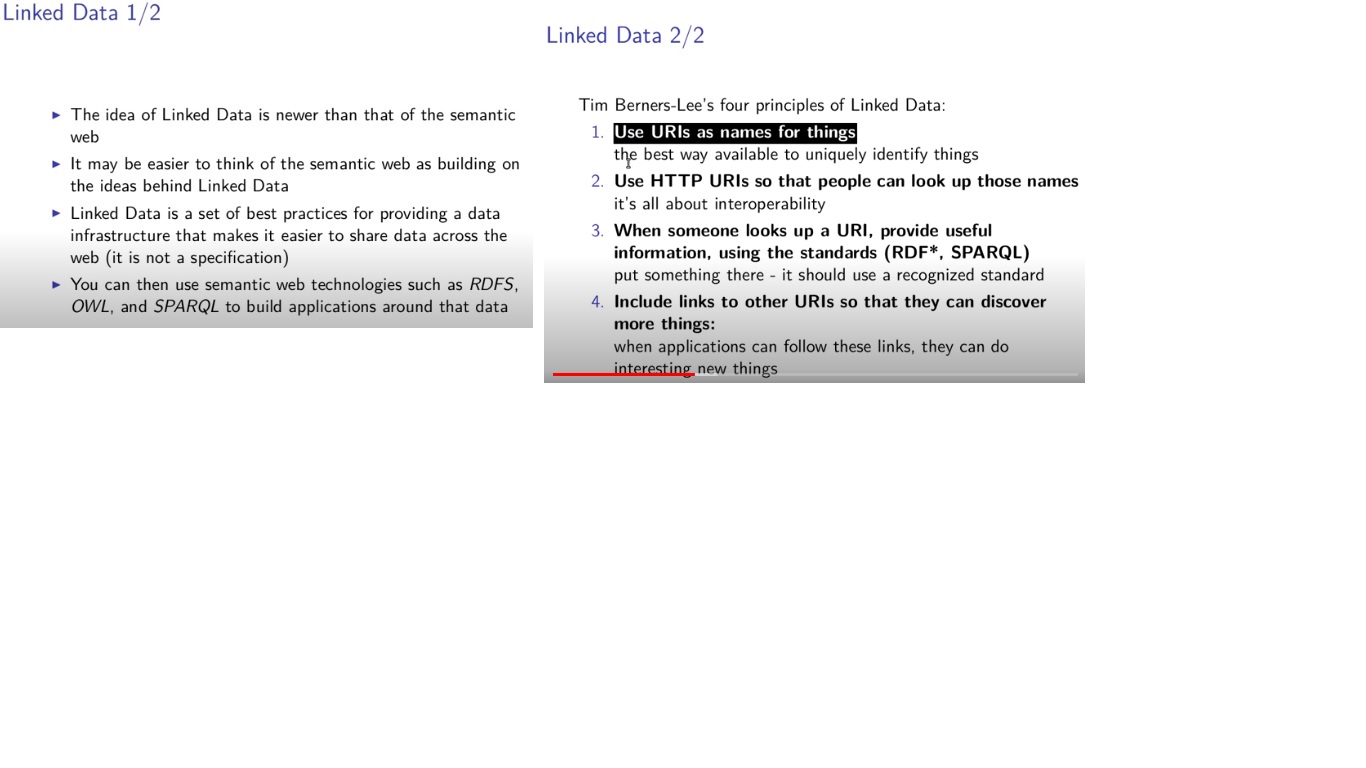 Linked Data 1/2
▶ The idea of Linked Data is newer than that of the semantic
web
▶ It may be easier to think of the semantic web as building on
the ideas behind Linked Data
▶ Linked Data is a set of best practices for providing a data
infrastructure that makes it easier to share data across the
web (it is not a specification)
▶ You can then use semantic web technologies such as RDFS,
OWL, and SPARQL to build applications around that data
Linked Data 2/2
Tim Berners-Lee's four principles of Linked Data:
1. Use URIs as names for things
the best way available to uniquely identify things
2. Use HTTP URIs so that people can look up those names
it's all about interoperability
3. When someone looks up a URI, provide useful
information, using the standards (RDF*, SPARQL)
put something there - it should use a recognized standard
4. Include links to other URIs so that they can discover
more things:
when applications can follow these links, they can do
interesting new things